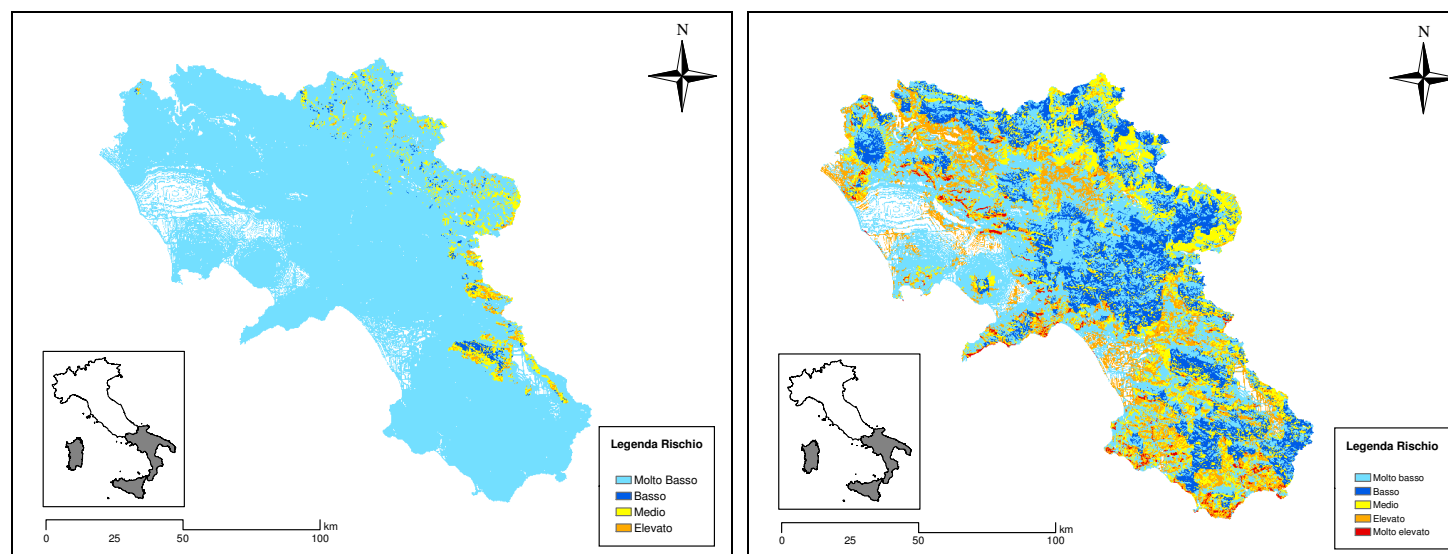 N
Legenda Rischio
Molto Basso
Basso
Medio
Elevato
km
0 25 50 100
N
Legenda Rischio
Molto basso
Basso
Medio
Elevato
Molto elevato
km
0 25 50 100